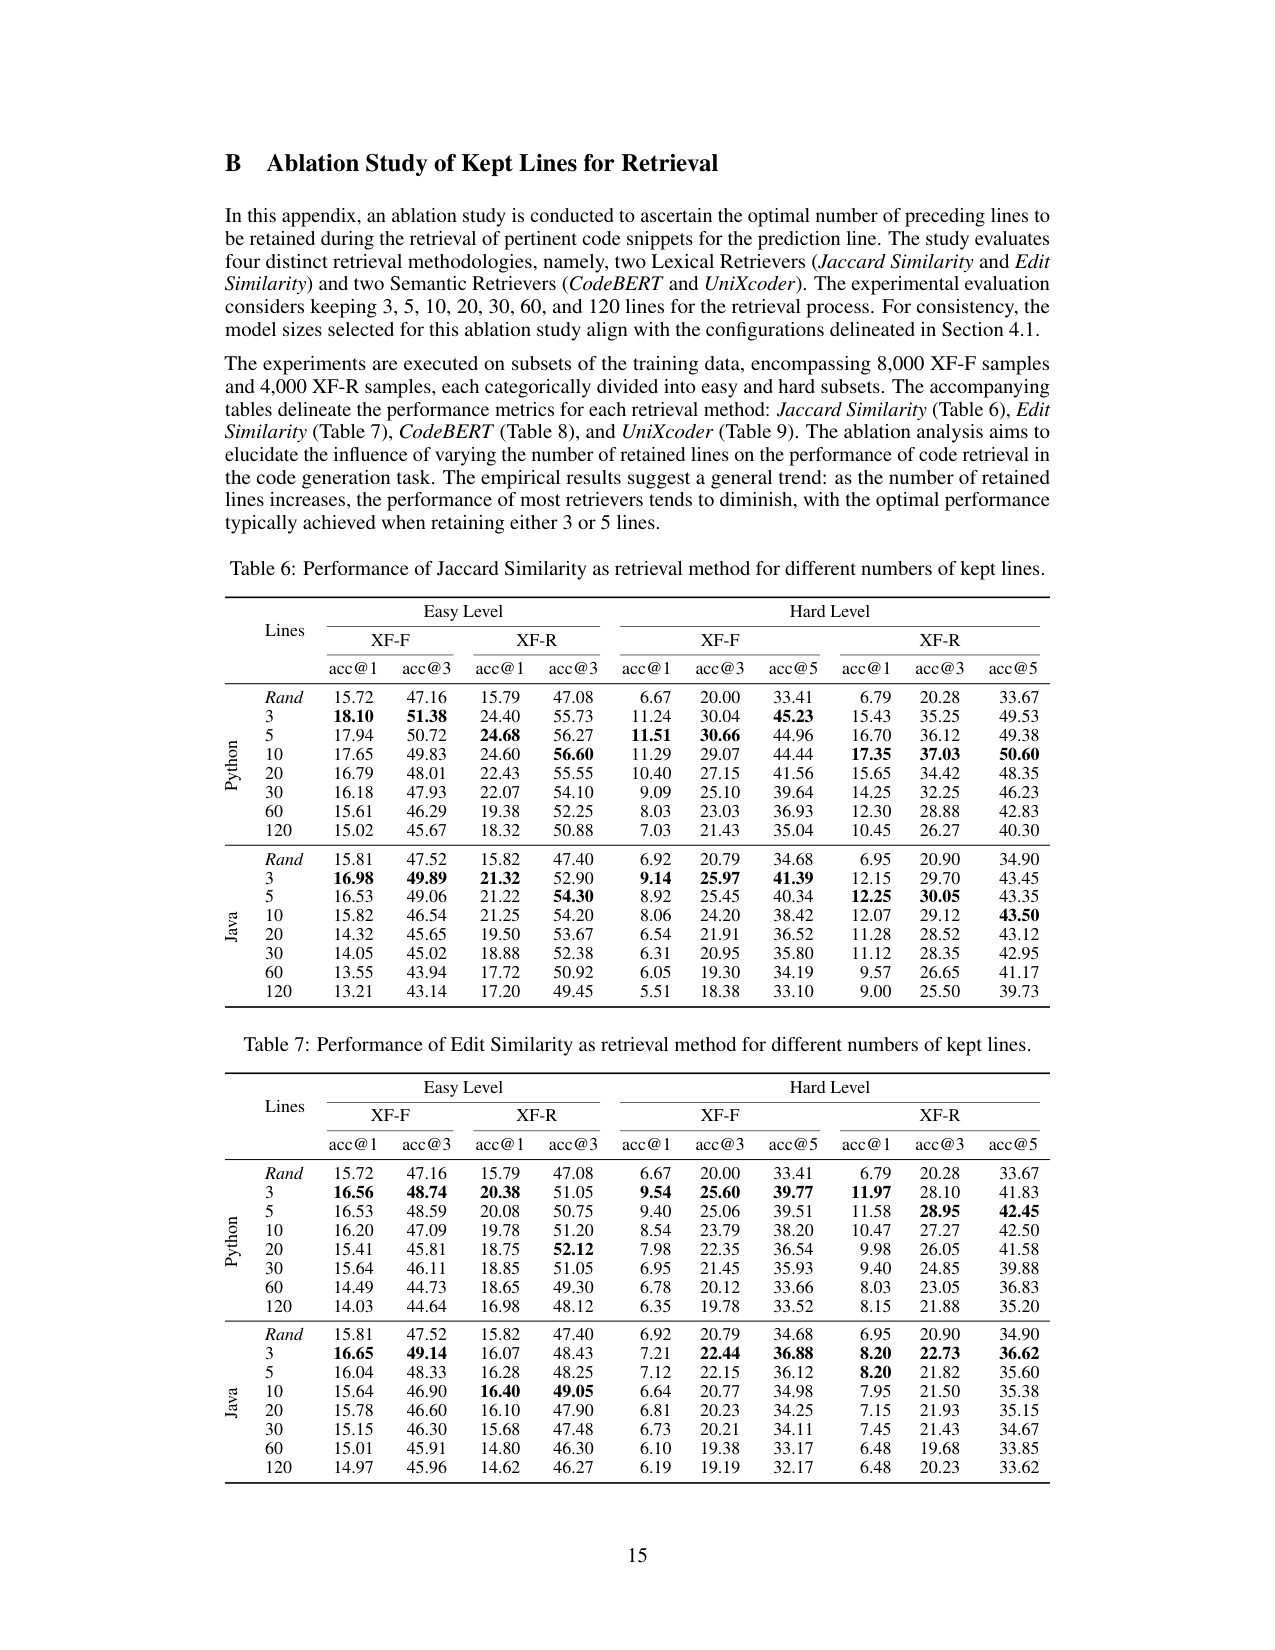 B Ablation Study of Kept Lines for Retrieval
In this appendix, an ablation study is conducted to ascertain the optimal number of preceding lines to
be retained during the retrieval of pertinent code snippets for the prediction line. The study evaluates
four distinct retrieval methodologies, namely, two Lexical Retrievers (Jaccard Similarity and Edit
Similarity) and two Semantic Retrievers (CodeBERT and UniXcoder). The experimental evaluation
considers keeping 3, 5, 10, 20, 30, 60, and 120 lines for the retrieval process. For consistency, the
model sizes selected for this ablation study align with the configurations delineated in Section 4.1.
The experiments are executed on subsets of the training data, encompassing 8,000 XF-F samples
and 4,000 XF-R samples, each categorically divided into easy and hard subsets. The accompanying
tables delineate the performance metrics for each retrieval method: Jaccard Similarity (Table 6), Edit
Similarity (Table 7), CodeBERT (Table 8), and UniXcoder (Table 9). The ablation analysis aims to
elucidate the influence of varying the number of retained lines on the performance of code retrieval in
the code generation task. The empirical results suggest a general trend: as the number of retained
lines increases, the performance of most retrievers tends to diminish, with the optimal performance
typically achieved when retaining either 3 or 5 lines.
Table 6: Performance of Jaccard Similarity as retrieval method for different numbers of kept lines.
Lines Easy Level Hard Level
XF-F XF-R XF-F XF-R
acc@1 acc@3 acc@1 acc@3 acc@1 acc@3 acc@5 acc@1 acc@3 acc@5
Python
Rand 15.72 47.16 15.79 47.08 6.67 20.00 33.41 6.79 20.28 33.67
3 18.10 51.38 24.40 55.73 11.24 30.04 45.23 15.43 35.25 49.53
5 17.94 50.72 24.68 56.27 11.51 30.66 44.96 16.70 36.12 49.38
10 17.65 49.83 24.60 56.60 11.29 29.07 44.44 17.35 37.03 50.60
20 16.79 48.01 22.43 55.55 10.40 27.15 41.56 15.65 34.42 48.35
30 16.18 47.93 22.07 54.10 9.09 25.10 39.64 14.25 32.25 46.23
60 15.61 46.29 19.38 52.25 8.03 23.03 36.93 12.30 28.88 42.83
120 15.02 45.67 18.32 50.88 7.03 21.43 35.04 10.45 26.27 40.30
Java
Rand 15.81 47.52 15.82 47.40 6.92 20.79 34.68 6.95 20.90 34.90
3 16.98 49.89 21.32 52.90 9.14 25.97 41.39 12.15 29.70 43.45
5 16.53 49.06 21.22 54.30 8.92 25.45 40.34 12.25 30.05 43.35
10 15.82 46.54 21.25 54.20 8.06 24.20 38.42 12.07 29.12 43.50
20 14.32 45.65 19.50 53.67 6.54 21.91 36.52 11.28 28.52 43.12
30 14.05 45.02 18.88 52.38 6.31 20.95 35.80 11.12 28.35 42.95
60 13.55 43.94 17.72 50.92 6.05 19.30 34.19 9.57 26.65 41.17
120 13.21 43.14 17.20 49.45 5.51 18.38 33.10 9.00 25.50 39.73
Table 7: Performance of Edit Similarity as retrieval method for different numbers of kept lines.
Lines Easy Level Hard Level
XF-F XF-R XF-F XF-R
acc@1 acc@3 acc@1 acc@3 acc@1 acc@3 acc@5 acc@1 acc@3 acc@5
Python
Rand 15.72 47.16 15.79 47.08 6.67 20.00 33.41 6.79 20.28 33.67
3 16.56 48.74 20.38 51.05 9.54 25.60 39.77 11.97 28.10 41.83
5 16.53 48.59 20.08 50.75 9.40 25.06 39.51 11.58 28.95 42.45
10 16.20 47.09 19.78 51.20 8.54 23.79 38.20 10.47 27.27 42.50
20 15.41 45.81 18.75 52.12 7.98 22.35 36.54 9.98 26.05 41.58
30 15.64 46.11 18.85 51.05 6.95 21.45 35.93 9.40 24.85 39.88
60 14.49 44.73 18.65 49.30 6.78 20.12 33.66 8.03 23.05 36.83
120 14.03 44.64 16.98 48.12 6.35 19.78 33.52 8.15 21.88 35.20
Java
Rand 15.81 47.52 15.82 47.40 6.92 20.79 34.68 6.95 20.90 34.90
3 16.65 49.14 16.07 48.43 7.21 22.44 36.88 8.20 22.73 36.62
5 16.04 48.33 16.28 48.25 7.12 22.15 36.12 8.20 21.82 35.60
10 15.64 46.90 16.40 49.05 6.64 20.77 34.98 7.95 21.50 35.38
20 15.78 46.60 16.10 47.90 6.81 20.23 34.25 7.15 21.93 35.15
30 15.15 46.30 15.68 47.48 6.73 20.21 34.11 7.45 21.43 34.67
60 15.01 45.91 14.80 46.30 6.10 19.38 33.17 6.48 19.68 33.85
120 14.97 45.96 14.62 46.27 6.19 19.19 32.17 6.48 20.23 33.62
15